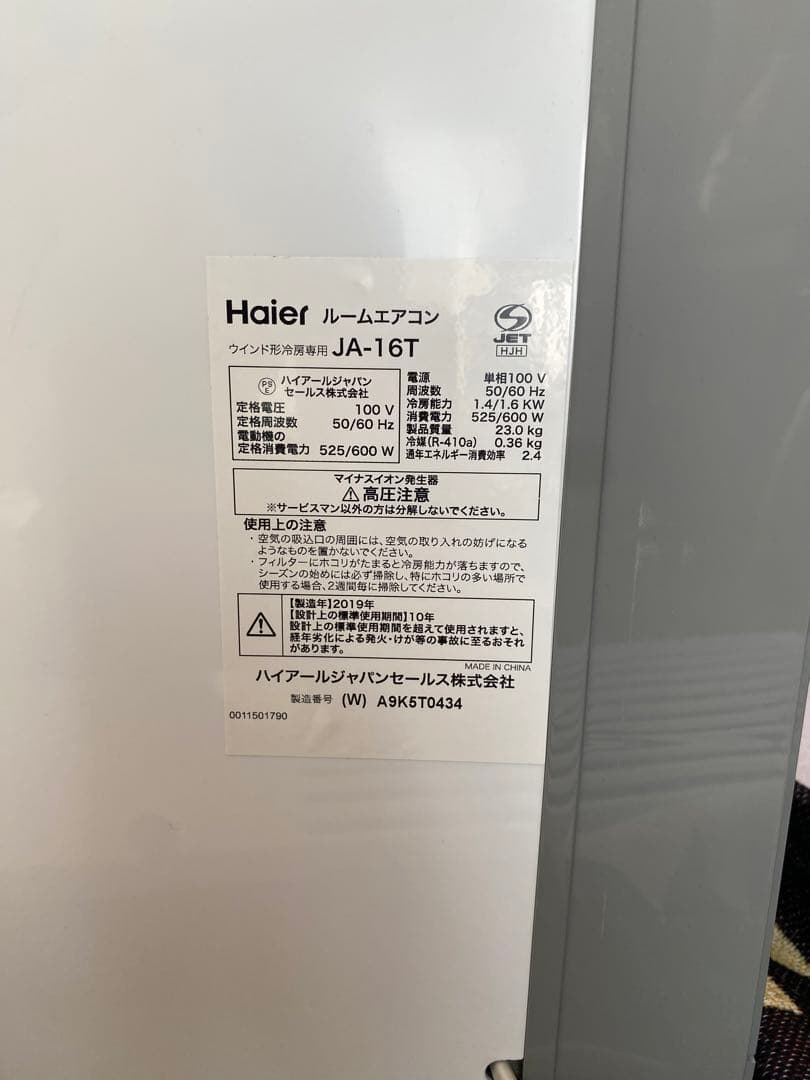 Haier ルームエアコン
ウインド形冷房専用 JA-16T
JET
HJH
PSE ハイアールジャパン
セールス株式会社
定格電圧 100 V
定格周波数 50/60 Hz
電動機の
定格消費電力 525/600 W
電源 単相100 V
周波数 50/60 Hz
冷房能力 1.4/1.6 KW
消費電力 525/600 W
製品質量 23.0 kg
冷媒(R-410a) 0.36 kg
通年エネルギー消費効率 2.4
マイナスイオン発生器
⚠高圧注意
※サービスマン以外の方は分解しないでください。
使用上の注意
・空気の吸込口の周囲には、空気の取り入れの妨げになる
ようなものを置かないでください。
・フィルターにホコリがたまると冷房能力が落ちますので、
シーズンの始めには必ず掃除し、特にホコリの多い場所で
使用する場合、2週間毎に掃除してください。
【製造年】2019年
【設計上の標準使用期間】10年
設計上の標準使用期間を超えて使用されますと、
経年劣化による発火・けが等の事故に至るおそれ
があります。
MADE IN CHINA
ハイアールジャパンセールス株式会社
製造番号 (W) A9K5T0434
0011501790